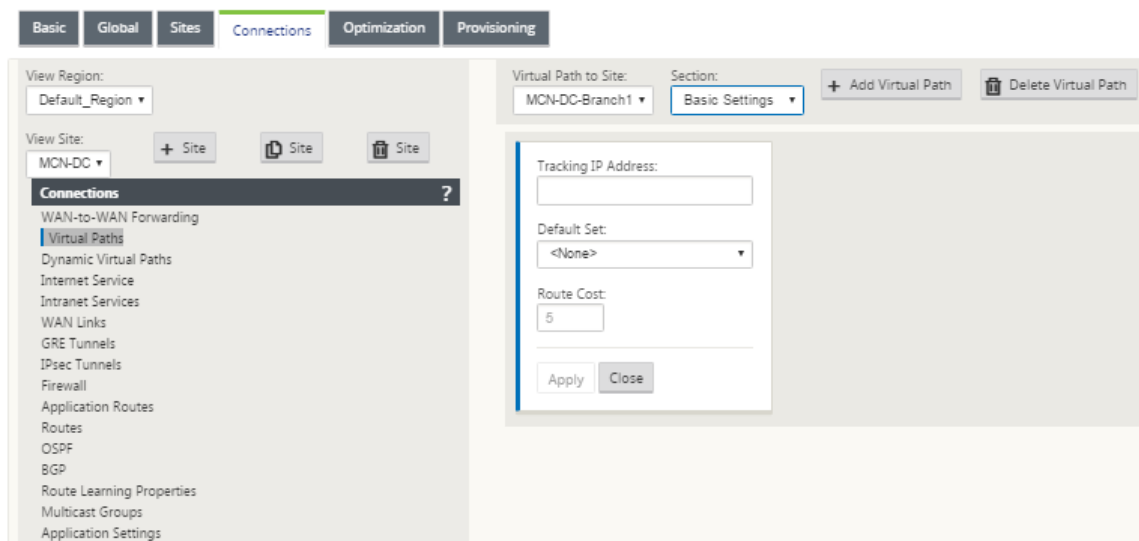 Basic Global Sites Connections Optimization Provisioning
View Region:
Default_Region
View Site:
MCN-DC
+ Site
Site
Site
Connections ?
WAN-to-WAN Forwarding
Virtual Paths
Dynamic Virtual Paths
Internet Service
Intranet Services
WAN Links
GRE Tunnels
IPsec Tunnels
Firewall
Application Routes
Routes
OSPF
BGP
Route Learning Properties
Multicast Groups
Application Settings
Virtual Path to Site:
MCN-DC-Branch1
Section:
Basic Settings
+ Add Virtual Path
Delete Virtual Path
Tracking IP Address:
Default Set:
<None>
Route Cost:
5
Apply Close